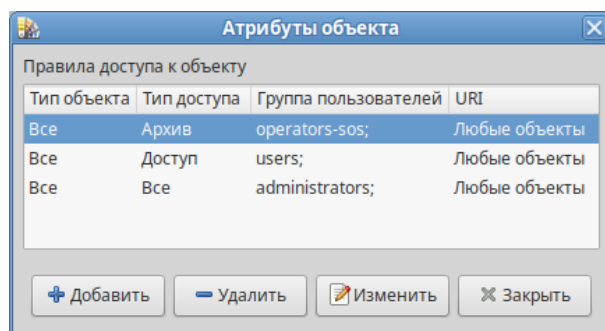 Атрибуты объекта
Правила доступа к объекту
Тип объекта Тип доступа Группа пользователей URI
Все Архив operators-sos; Любые объекты
Все Доступ users; Любые объекты
Все Все administrators; Любые объекты
Добавить Удалить Изменить Закрыть